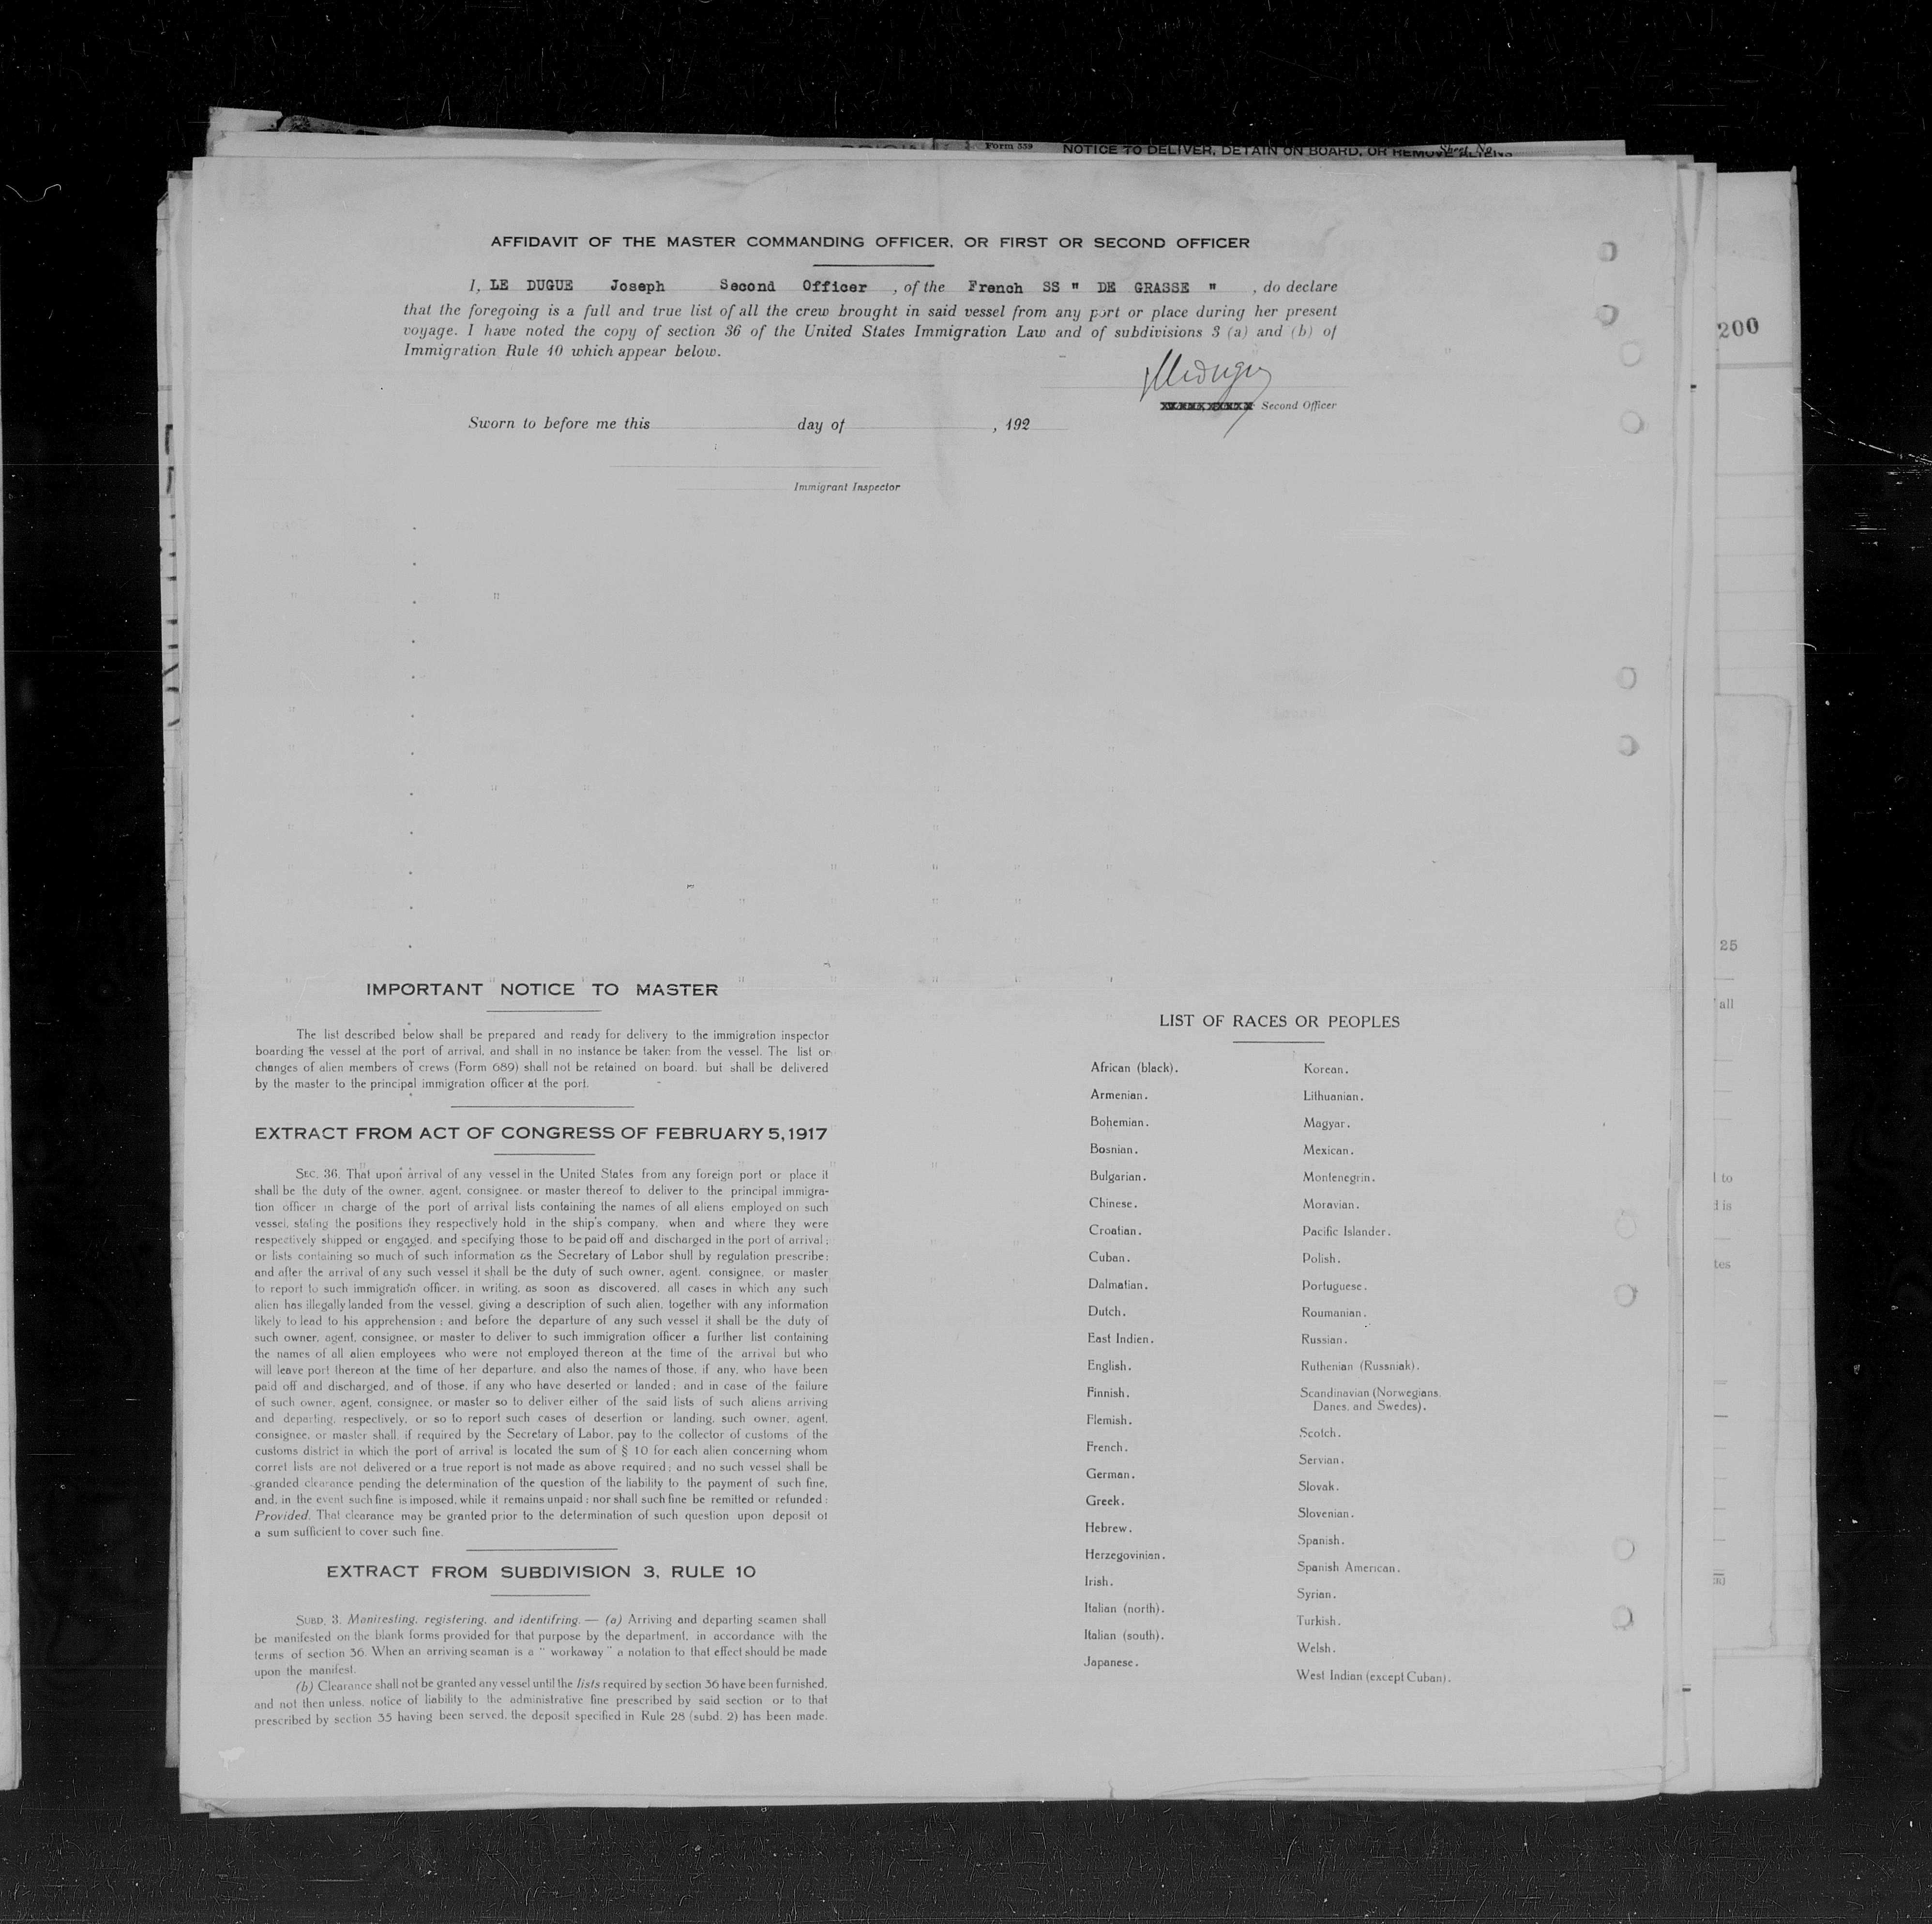 Form 559 NOTICE TO DELIVER, DETAIN ON BOARD, OR REMOVE ALIENS
Sheet No.
AFFIDAVIT OF THE MASTER COMMANDING OFFICER, OR FIRST OR SECOND OFFICER
I, LE DUGUE Joseph Second Officer , of the French SS " DE GRASSE " , do declare
that the foregoing is a full and true list of all the crew brought in said vessel from any port or place during her present
voyage. I have noted the copy of section 36 of the United States Immigration Law and of subdivisions 3 (a) and (b) of
Immigration Rule 10 which appear below.
Second Officer
Sworn to before me this day of , 192
Immigrant Inspector
IMPORTANT NOTICE TO MASTER
The list described below shall be prepared and ready for delivery to the immigration inspector
boarding the vessel at the port of arrival, and shall in no instance be taken from the vessel. The list or
changes of alien members of crews (Form 689) shall not be retained on board, but shall be delivered
by the master to the principal immigration officer at the port.
EXTRACT FROM ACT OF CONGRESS OF FEBRUARY 5, 1917
SEC. 36. That upon arrival of any vessel in the United States from any foreign port or place it
shall be the duty of the owner, agent, consignee, or master thereof to deliver to the principal immigra-
tion officer in charge of the port of arrival lists containing the names of all aliens employed on such
vessel, stating the positions they respectively hold in the ship's company, when and where they were
respectively shipped or engaged, and specifying those to be paid off and discharged in the port of arrival;
or lists containing so much of such information as the Secretary of Labor shull by regulation prescribe;
and after the arrival of any such vessel it shall be the duty of such owner, agent, consignee, or master
to report to such immigration officer, in writing, as soon as discovered, all cases in which any such
alien has illegally landed from the vessel, giving a description of such alien, together with any information
likely to lead to his apprehension; and before the departure of any such vessel it shall be the duty of
such owner, agent, consignee, or master to deliver to such immigration officer a further list containing
the names of all alien employees who were not employed thereon at the time of the arrival but who
will leave port thereon at the time of her departure, and also the names of those, if any, who have been
paid off and discharged, and of those, if any who have deserted or landed; and in case of the failure
of such owner, agent, consignee, or master so to deliver either of the said lists of such aliens arriving
and departing, respectively, or so to report such cases of desertion or landing, such owner, agent,
consignee, or master shall, if required by the Secretary of Labor, pay to the collector of customs of the
customs district in which the port of arrival is located the sum of § 10 for each alien concerning whom
corret lists are not delivered or a true report is not made as above required; and no such vessel shall be
granded clearance pending the determination of the question of the liability to the payment of such fine,
and, in the event such fine is imposed, while it remains unpaid; nor shall such fine be remitted or refunded:
Provided, That clearance may be granted prior to the determination of such question upon deposit of
a sum sufficient to cover such fine.
EXTRACT FROM SUBDIVISION 3, RULE 10
SUBD. 3. Manifesting, registering, and identifring. — (a) Arriving and departing seamen shall
be manifested on the blank forms provided for that purpose by the department, in accordance with the
terms of section 36. When an arriving seaman is a " workaway " a notation to that effect should be made
upon the manifest.
(b) Clearance shall not be granted any vessel until the lists required by section 36 have been furnished,
and not then unless, notice of liability to the administrative fine prescribed by said section or to that
prescribed by section 35 having been served, the deposit specified in Rule 28 (subd. 2) has been made.
LIST OF RACES OR PEOPLES
African (black).
Armenian.
Bohemian.
Bosnian.
Bulgarian.
Chinese.
Croatian.
Cuban.
Dalmatian.
Dutch.
East Indien.
English.
Finnish.
Flemish.
French.
German.
Greek.
Hebrew.
Herzegovinian.
Irish.
Italian (north).
Italian (south).
Japanese.
Korean.
Lithuanian.
Magyar.
Mexican.
Montenegrin.
Moravian.
Pacific Islander.
Polish.
Portuguese.
Roumanian.
Russian.
Ruthenian (Russniak).
Scandinavian (Norwegians,
Danes, and Swedes).
Scotch.
Servian.
Slovak.
Slovenian.
Spanish.
Spanish American.
Syrian.
Turkish.
Welsh.
West Indian (except Cuban).
200
25
all
to
is
tes